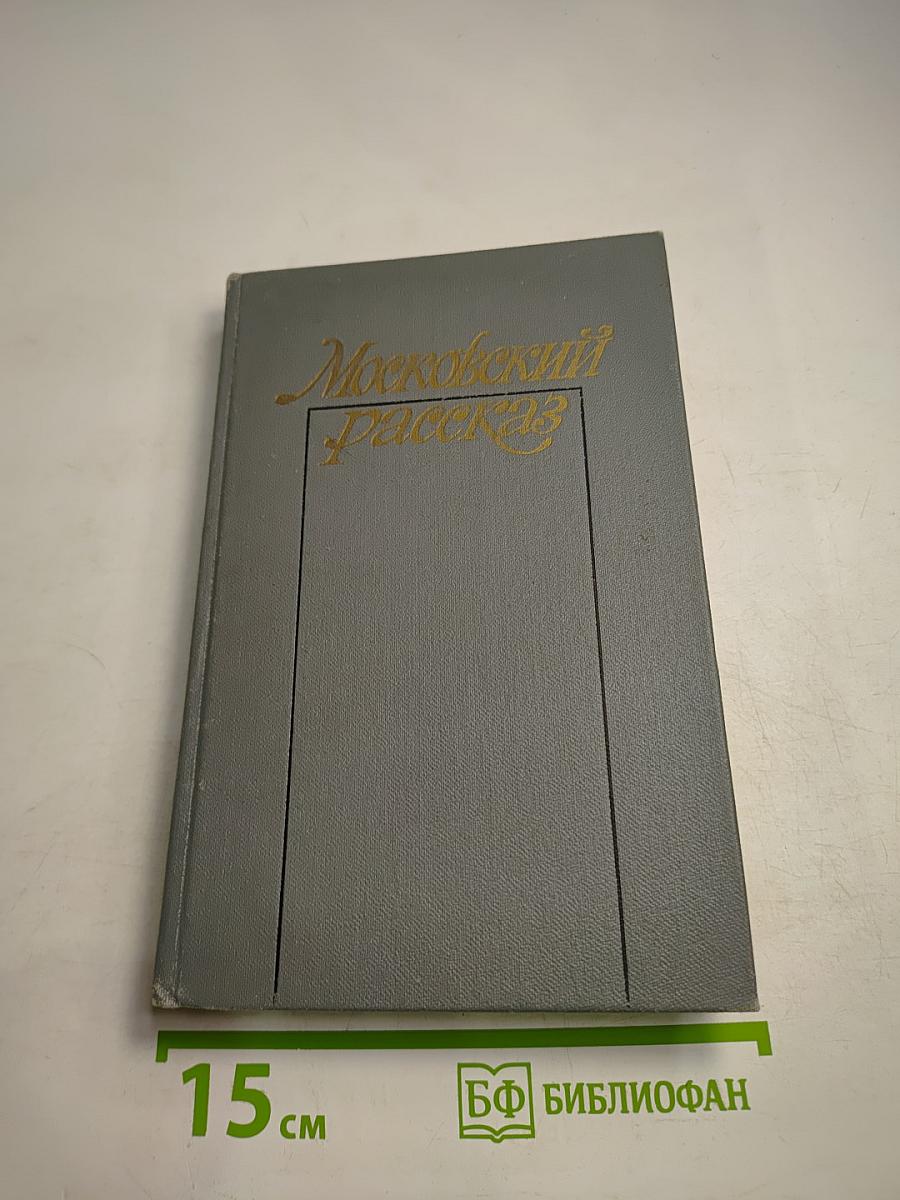 Московский
рассказ
15 см
БФ БИБЛИОФАН